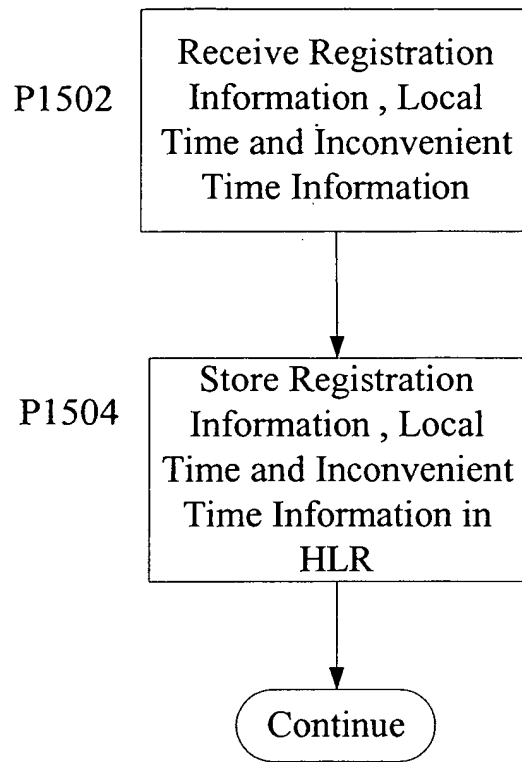 P1502
Receive Registration
Information , Local
Time and Inconvenient
Time Information
P1504
Store Registration
Information , Local
Time and Inconvenient
Time Information in
HLR
Continue